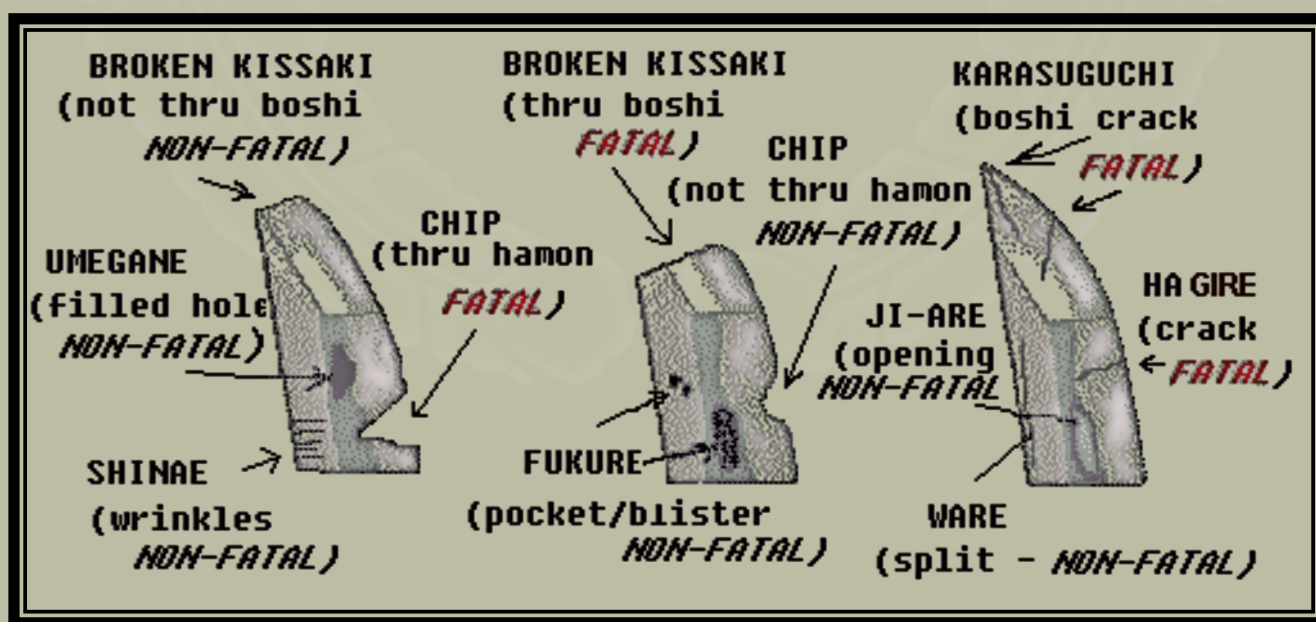 BROKEN KISSAKI
(not thru boshi
NON-FATAL)
BROKEN KISSAKI
(thru boshi
FATAL)
KARASUGUCHI
(boshi crack
FATAL)
CHIP
(not thru hamon
NON-FATAL)
CHIP
(thru hamon
FATAL)
UMEGANE
(filled hole
NON-FATAL)
HA GIRE
(crack
FATAL)
JI-ARE
(opening
NON-FATAL
SHINAE
(wrinkles
NON-FATAL)
FUKURE
(pocket/blister
NON-FATAL)
WARE
(split - NON-FATAL)